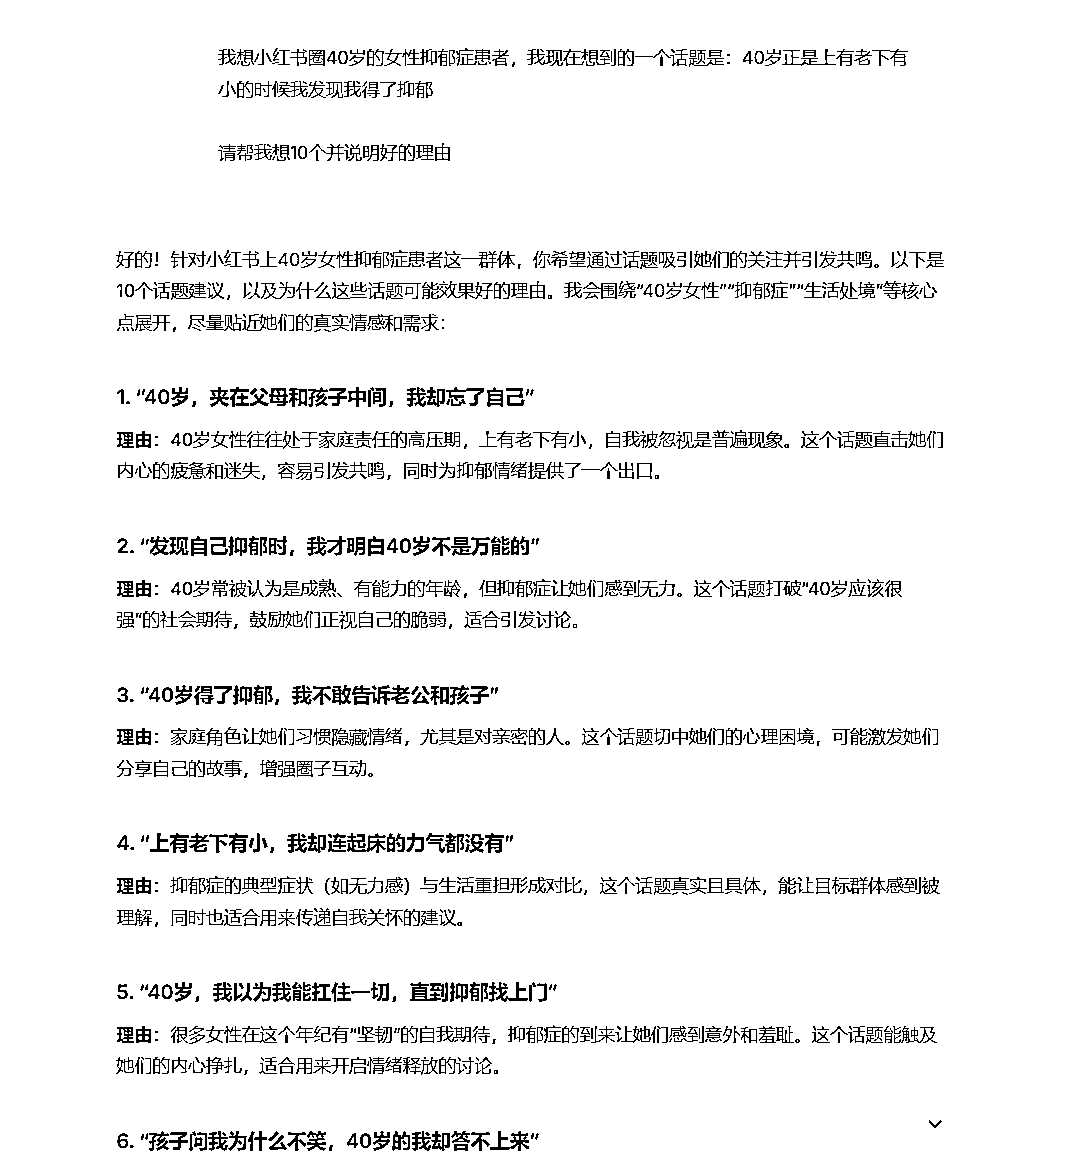 我想小红书圈40岁的女性抑郁症患者，我现在想到的一个话题是：40岁正是上有老下有
小的时候我发现我得了抑郁
请帮我想10个并说明好的理由
好的！针对小红书上40岁女性抑郁症患者这一群体，你希望通过话题吸引她们的关注并引发共鸣。以下是
10个话题建议，以及为什么这些话题可能效果好的理由。我会围绕“40岁女性”“抑郁症”“生活处境”等核心
点展开，尽量贴近她们的真实情感和需求：
1. “40岁，夹在父母和孩子中间，我却忘了自己”
理由：40岁女性往往处于家庭责任的高压期，上有老下有小，自我被忽视是普遍现象。这个话题直击她们
内心的疲惫和迷失，容易引发共鸣，同时为抑郁情绪提供了一个出口。
2. “发现自己抑郁时，我才明白40岁不是万能的”
理由：40岁常被认为是成熟、有能力的年龄，但抑郁症让她们感到无力。这个话题打破“40岁应该很
强”的社会期待，鼓励她们正视自己的脆弱，适合引发讨论。
3. “40岁得了抑郁，我不敢告诉老公和孩子”
理由：家庭角色让她们习惯隐藏情绪，尤其是对亲密的人。这个话题切中她们的心理困境，可能激发她们
分享自己的故事，增强圈子互动。
4. “上有老下有小，我却连起床的力气都没有”
理由：抑郁症的典型症状（如无力感）与生活重担形成对比，这个话题真实且具体，能让目标群体感到被
理解，同时也适合用来传递自我关怀的建议。
5. “40岁，我以为我能扛住一切，直到抑郁找上门”
理由：很多女性在这个年纪有“坚韧”的自我期待，抑郁症的到来让她们感到意外和羞耻。这个话题能触及
她们的内心挣扎，适合用来开启情绪释放的讨论。
6. “孩子问我为什么不笑，40岁的我却答不上来”